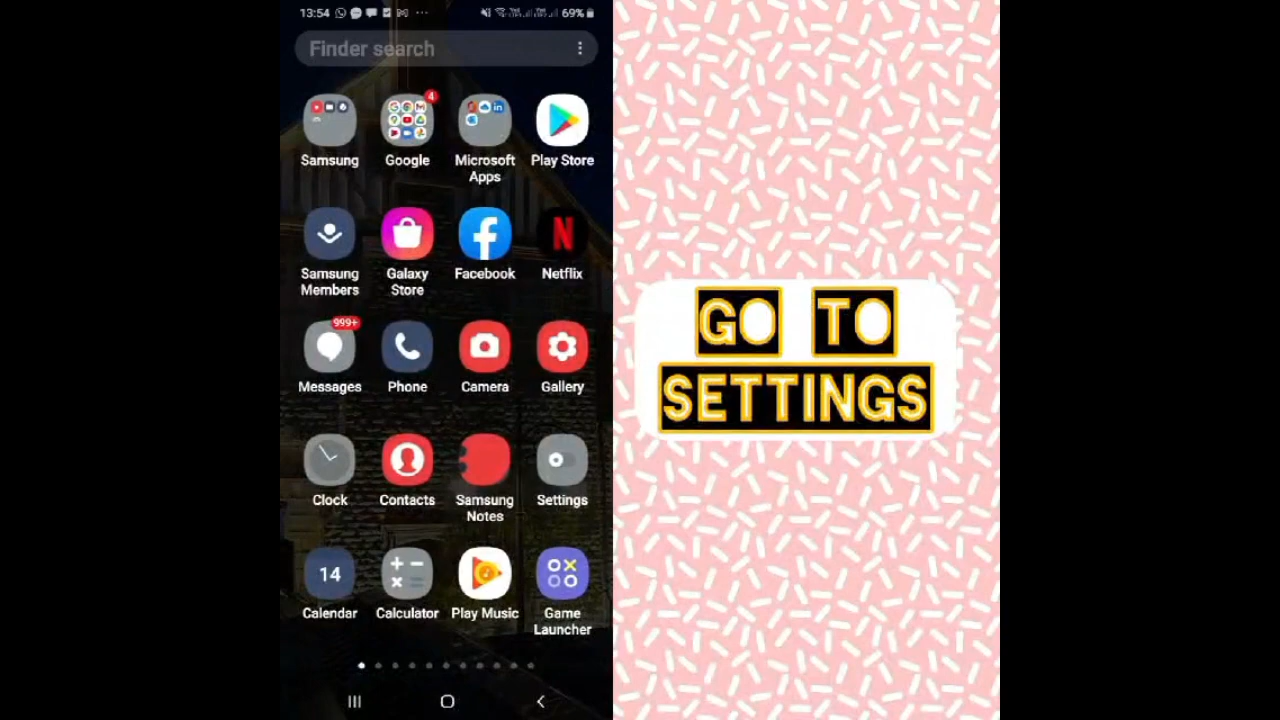 13:54
69%
Finder search
4
Samsung
Google
Microsoft Apps
Play Store
Samsung Members
Galaxy Store
Facebook
Netflix
999+
Messages
Phone
Camera
Gallery
Clock
Contacts
Samsung Notes
Settings
14
Calendar
Calculator
Play Music
Game Launcher
GO TO
SETTINGS